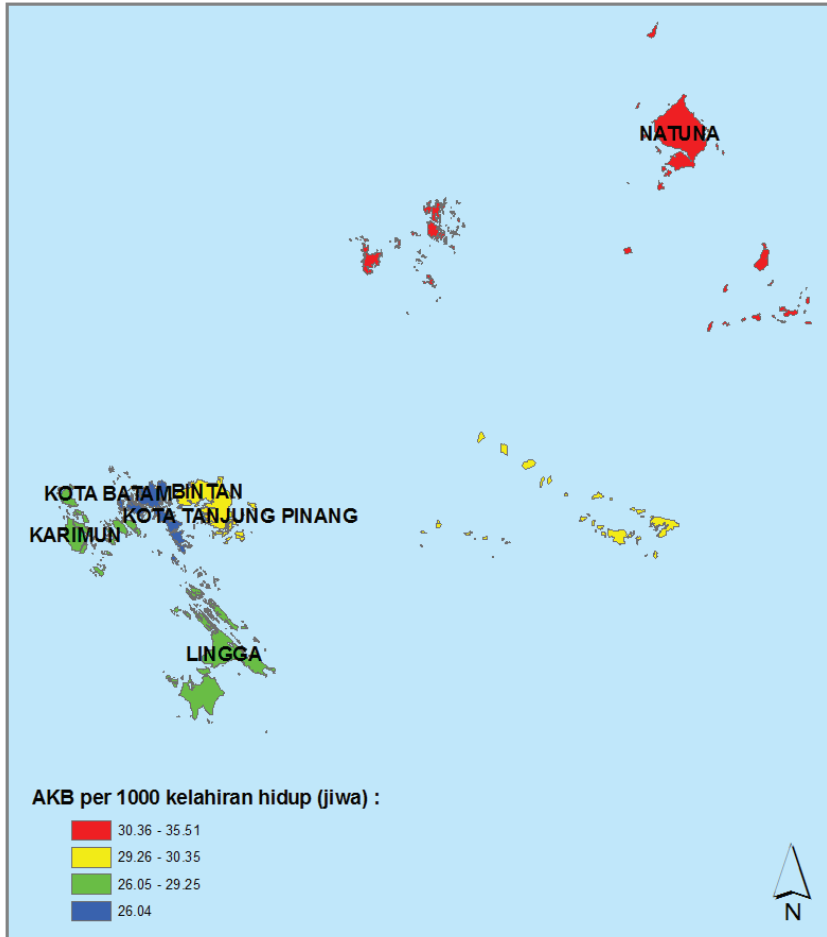 NATUNA
KOTA BATAM
BINTAN
KOTA TANJUNG PINANG
KARIMUN
LINGGA
AKB per 1000 kelahiran hidup (jiwa) :
30.36 - 35.51
29.26 - 30.35
26.05 - 29.25
26.04
N